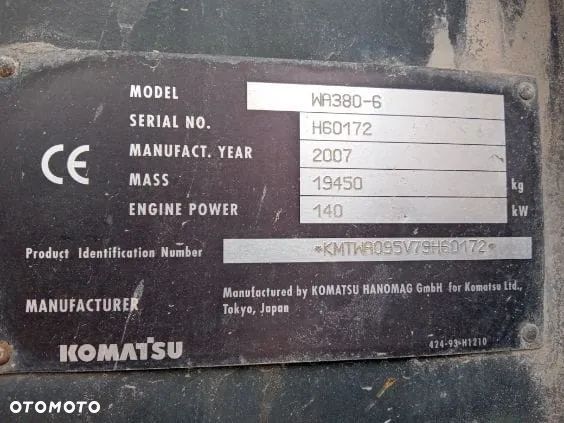 MODEL WA380-6
SERIAL NO. H60172
MANUFACT. YEAR 2007
CE MASS 19450 kg
ENGINE POWER 140 kW
Product Identification Number *KMTWA095V79H60172*
MANUFACTURER Manufactured by KOMATSU HANOMAG GmbH for Komatsu Ltd.,
Tokyo, Japan
KOMATSU 424-93-H1210
OTOMOTO